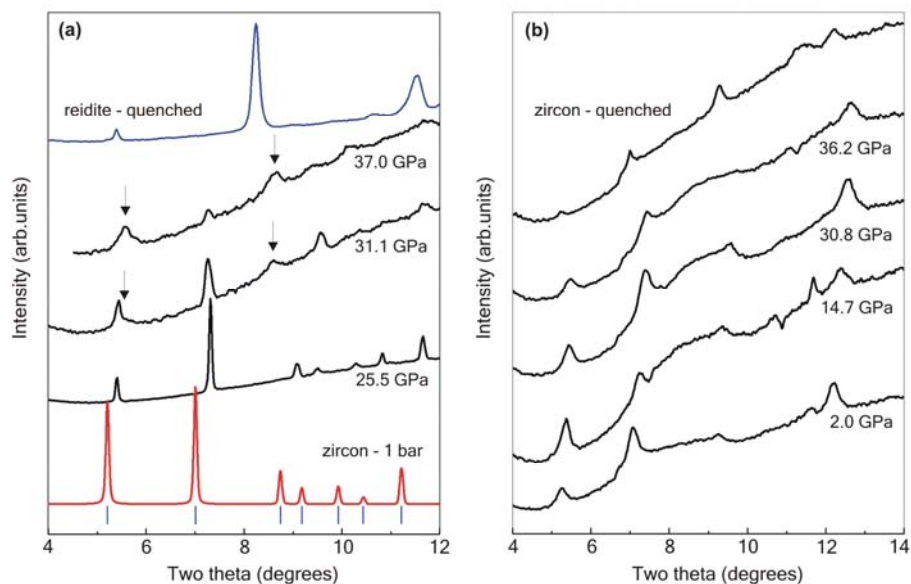 (a)
reidite - quenched
37.0 GPa
31.1 GPa
25.5 GPa
zircon - 1 bar
Intensity (arb.units)
4 6 8 10 12
Two theta (degrees)
(b)
zircon - quenched
36.2 GPa
30.8 GPa
14.7 GPa
2.0 GPa
Intensity (arb.units)
4 6 8 10 12 14
Two theta (degrees)